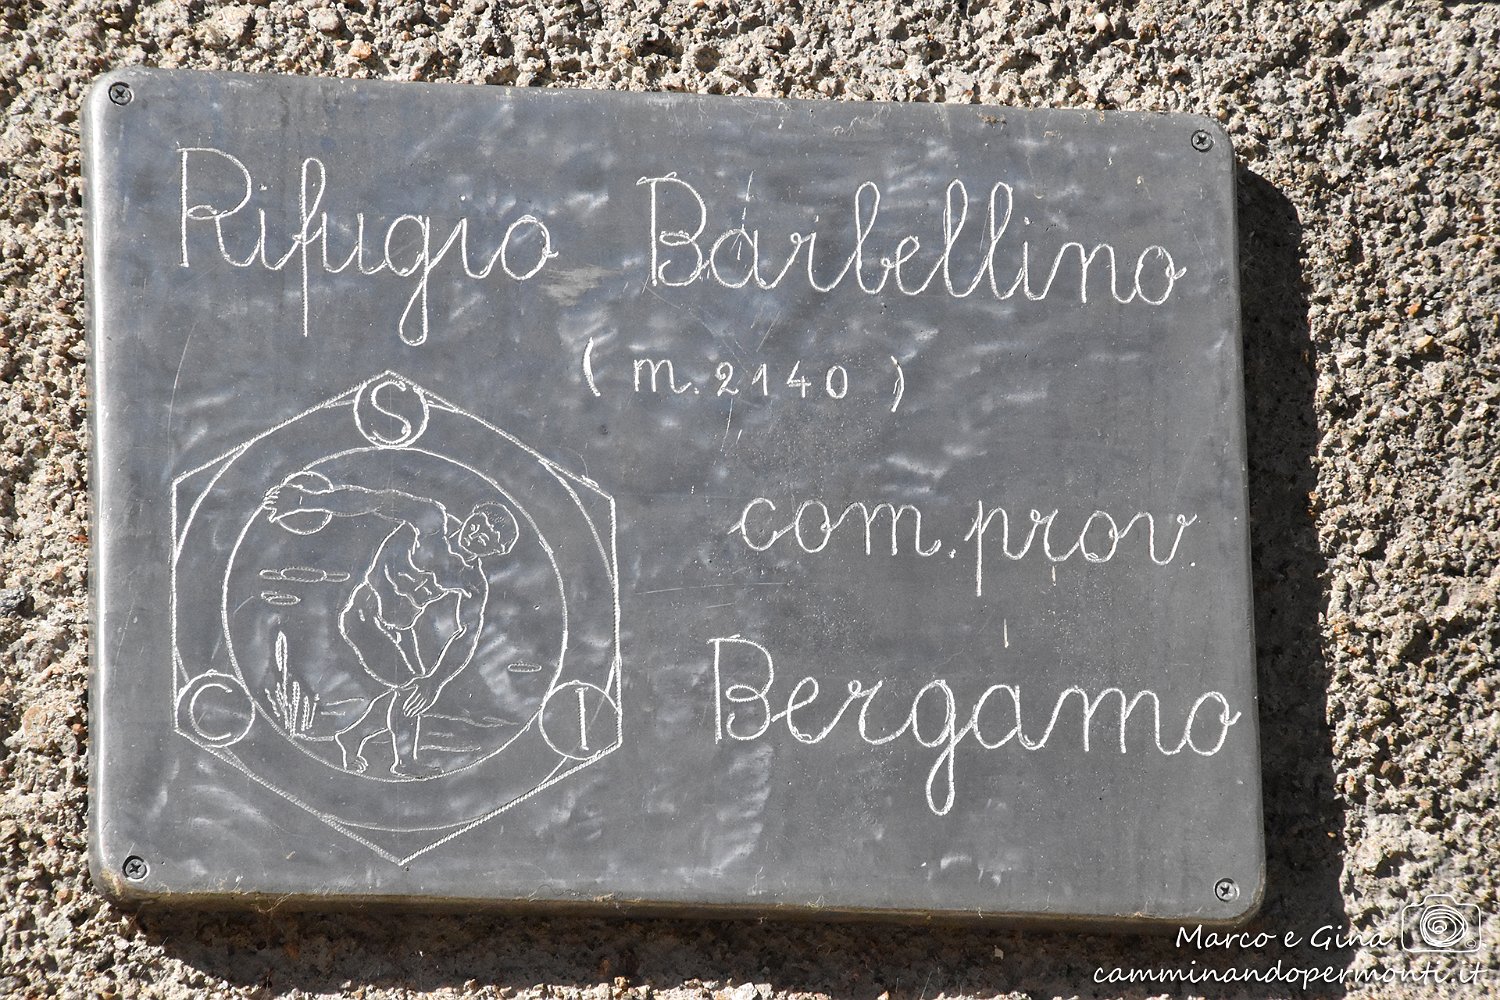 Rifugio Barbellino
(m. 2140)
com. prov.
Bergamo
S
C I
Marco e Gina
camminandopermonti.it